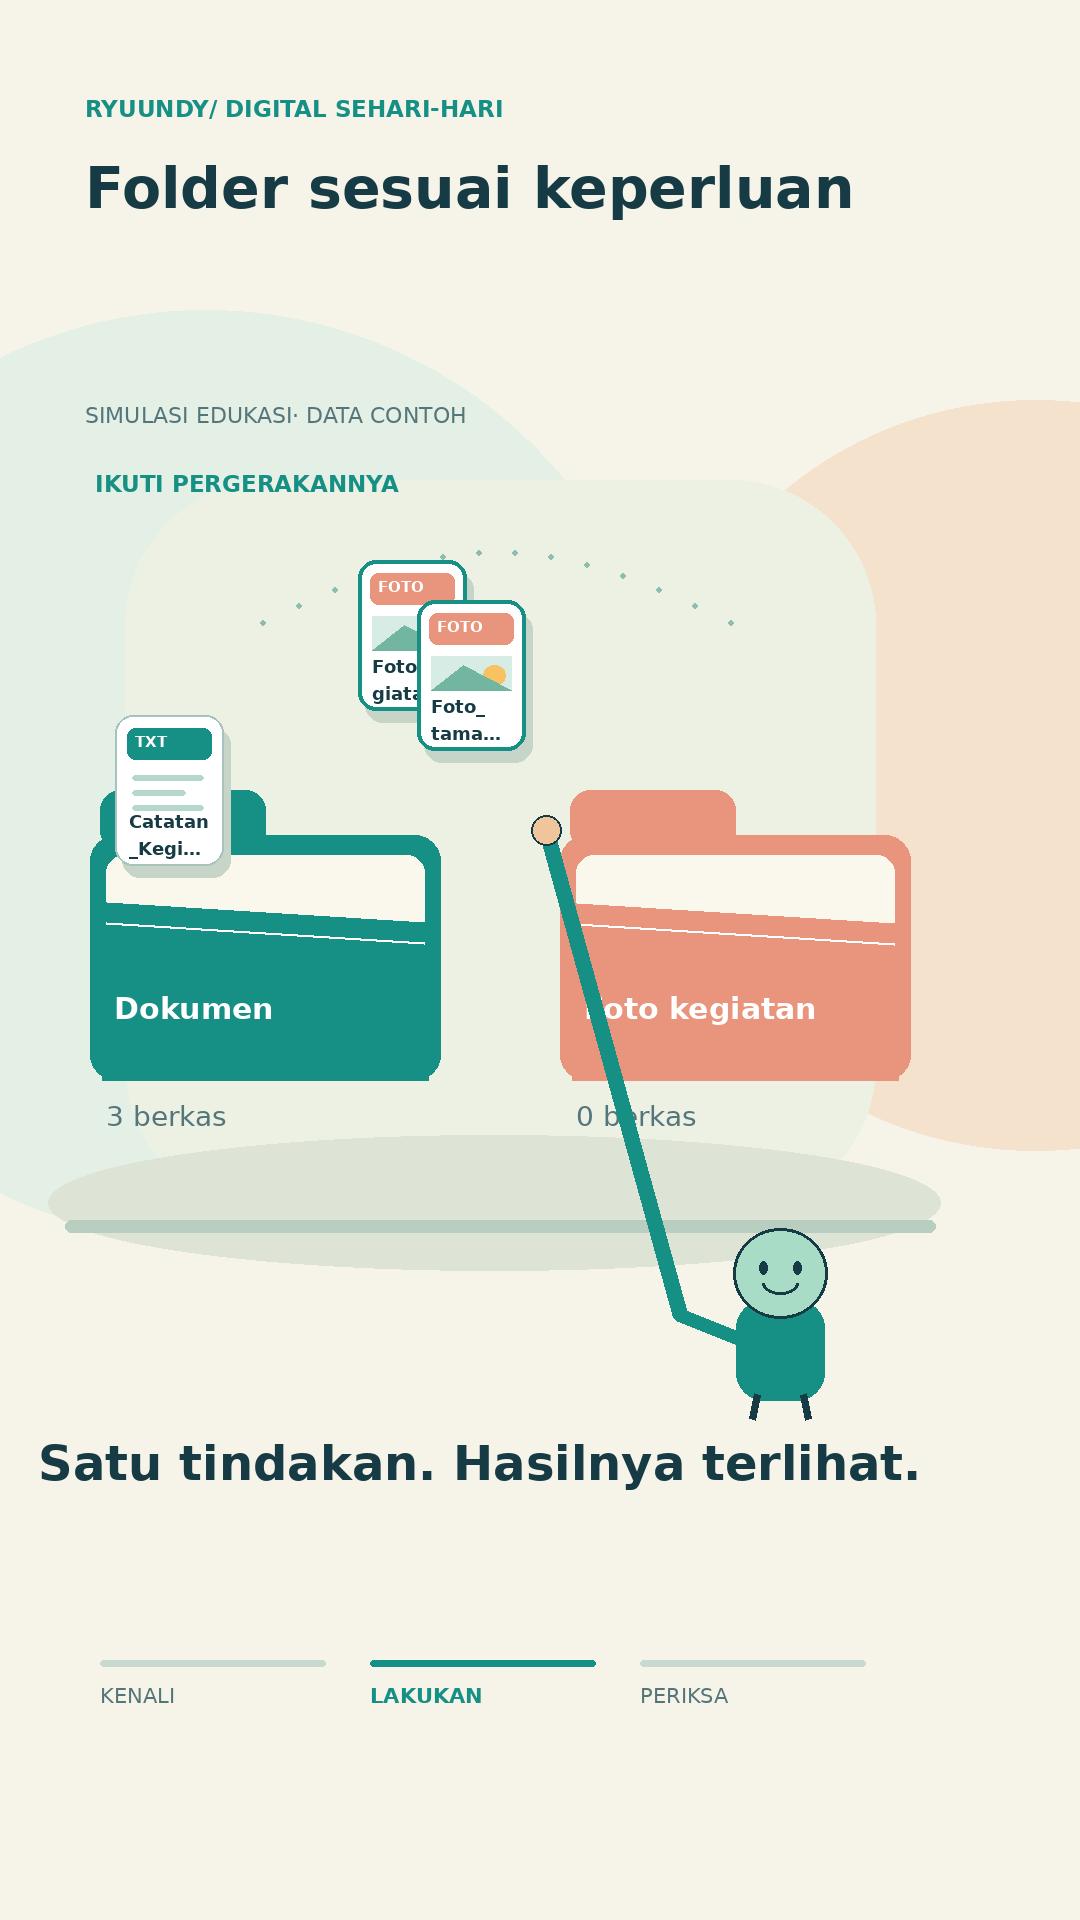 RYUUNDY/ DIGITAL SEHARI-HARI
Folder sesuai keperluan
SIMULASI EDUKASI· DATA CONTOH
IKUTI PERGERAKANNYA
FOTO
Foto
giata
FOTO
Foto_
tama...
TXT
Catatan
_Kegi...
Dokumen
oto kegiatan
3 berkas
0 berkas
Satu tindakan. Hasilnya terlihat.
KENALI
LAKUKAN
PERIKSA